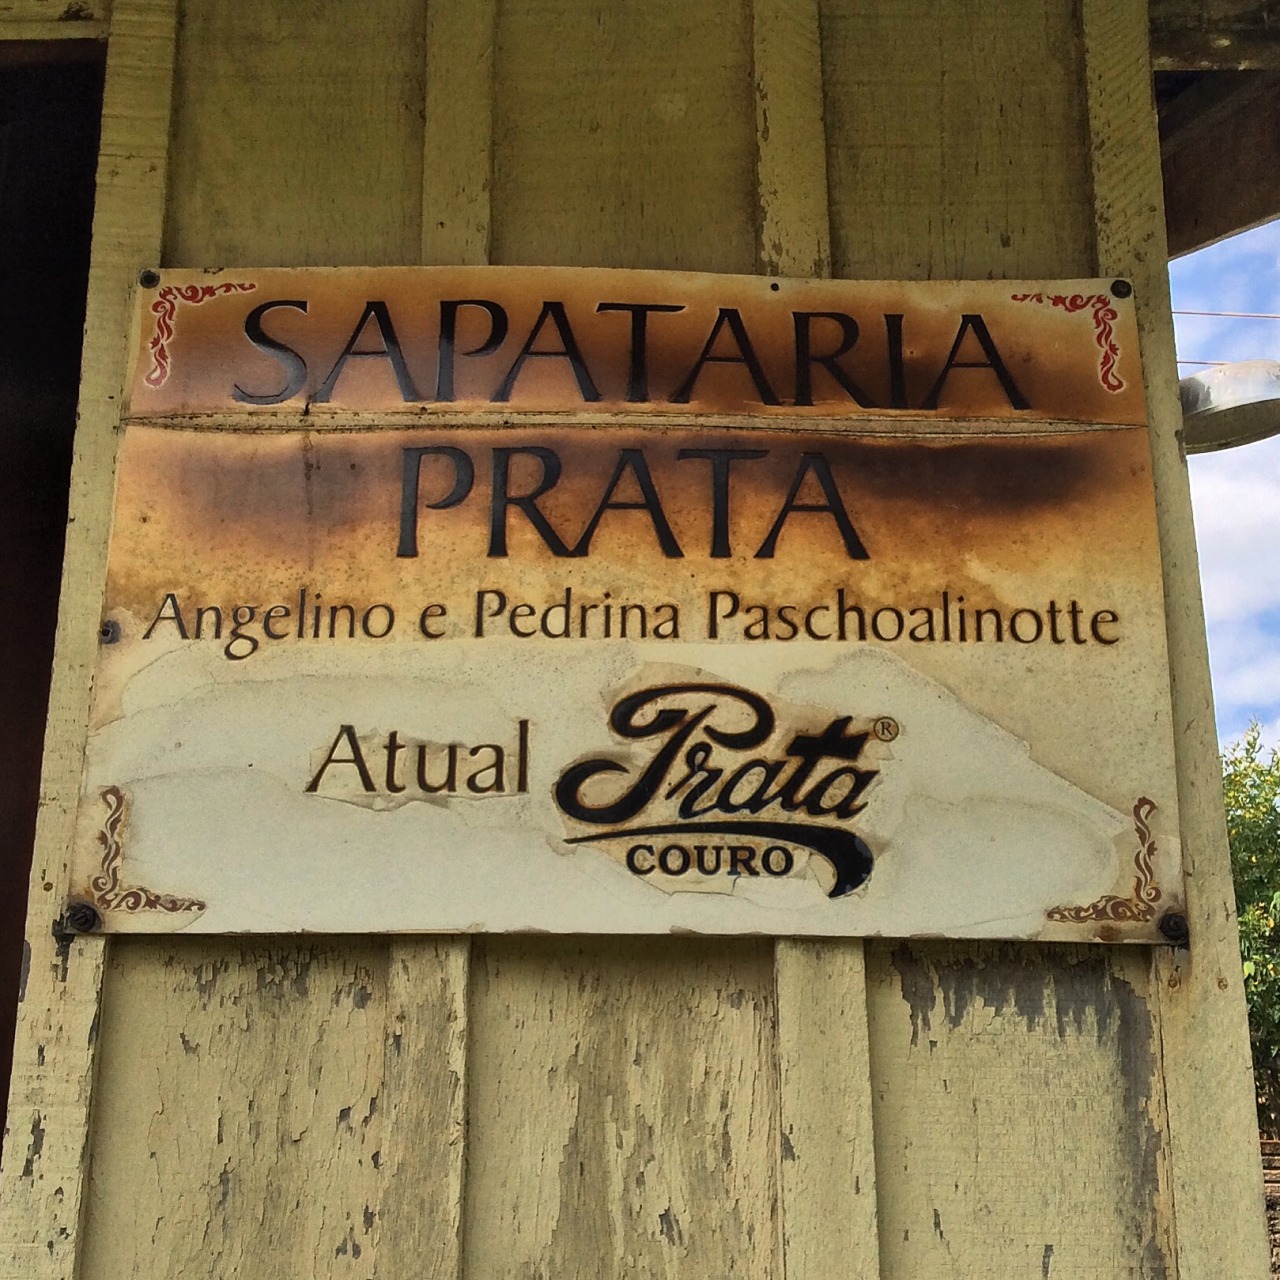 SAPATARIA
PRATA
Angelino e Pedrina Paschoalinotte
Atual Prata®
COURO